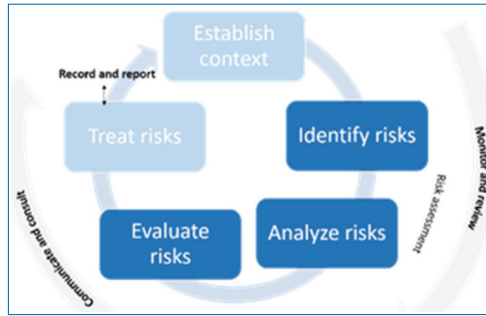 Establish
context
Record and report
Treat risks
Identify risks
Monitor and review
Risk assessment
Evaluate
risks
Analyze risks
Communicate and consult